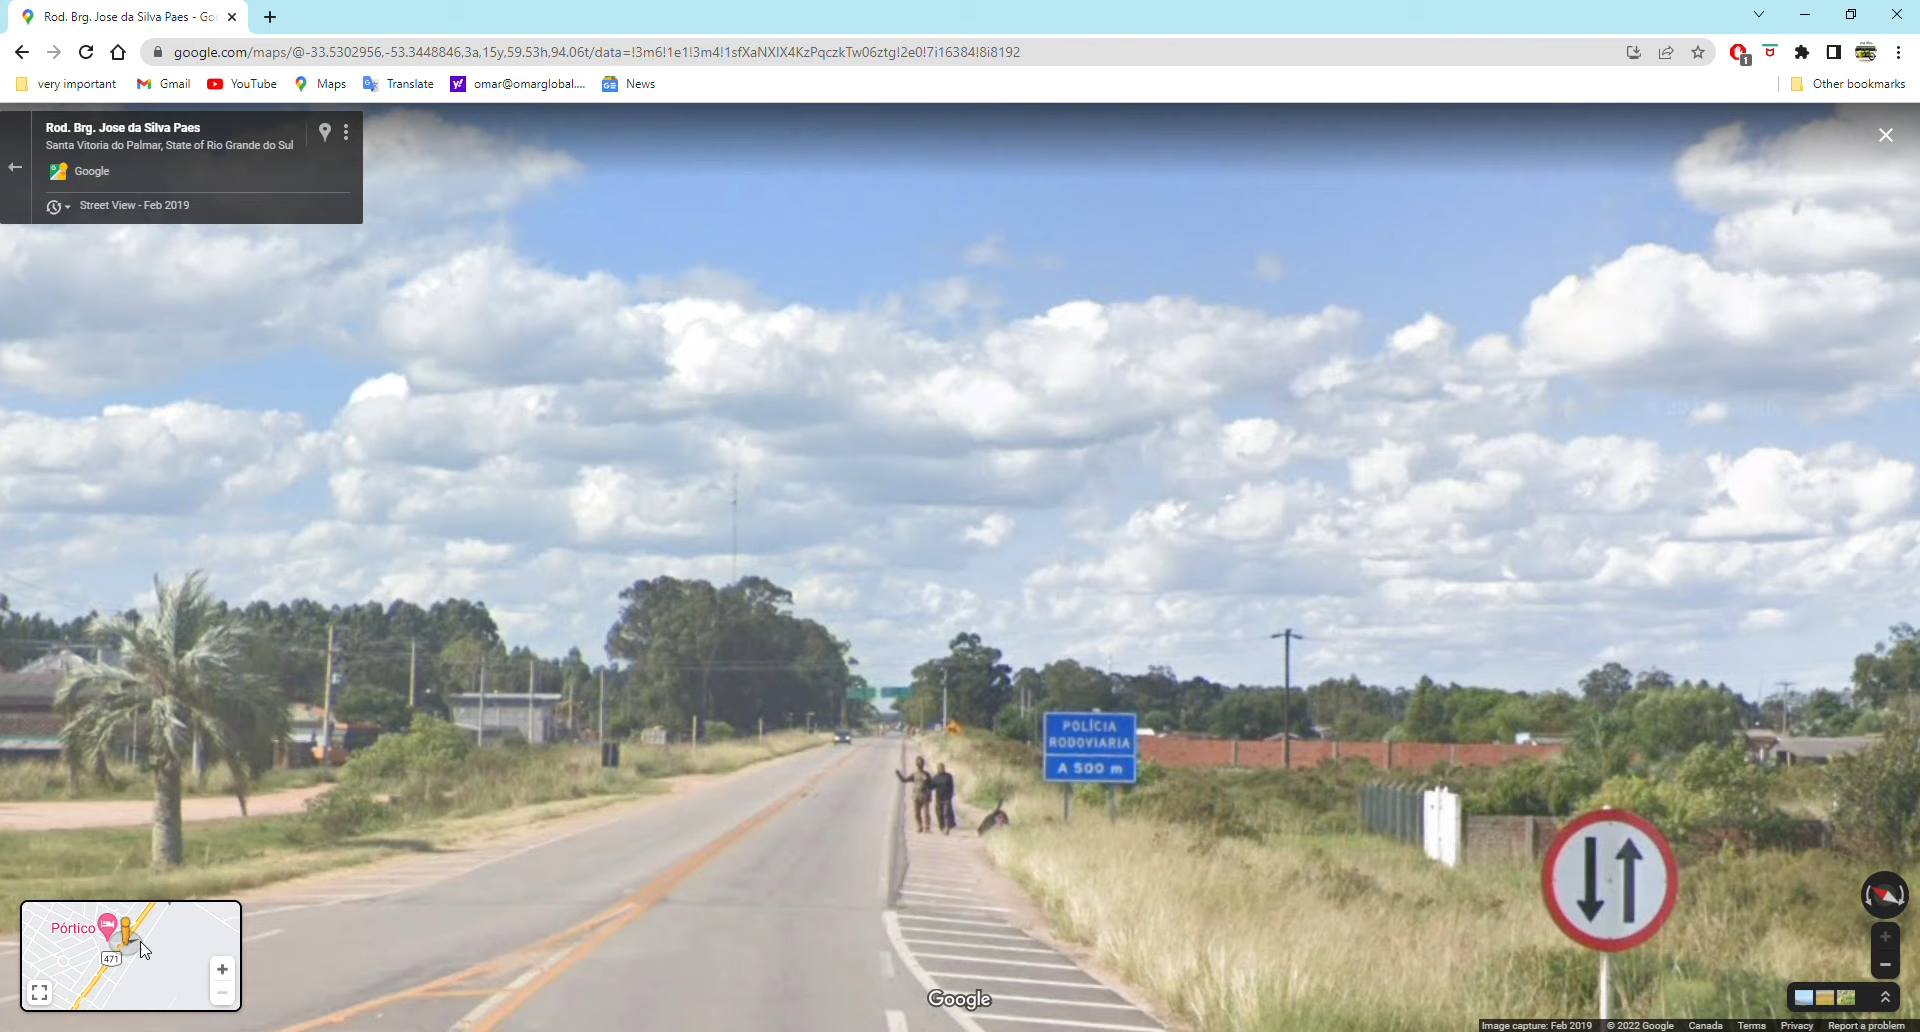 Rod. Brg. Jose da Silva Paes - Goo
google.com/maps/@-33.5302956,-53.3448846,3a,15y,59.53h,94.06t/data=!3m6!1e1!3m4!1sfXaNXIX4KzPqczkTw06ztg!2e0!7i16384!8i8192
1
very important
Gmail
YouTube
Maps
Translate
omar@omarglobal....
News
Other bookmarks
Rod. Brg. Jose da Silva Paes
Santa Vitoria do Palmar, State of Rio Grande do Sul
Google
Street View - Feb 2019
POLÍCIA
RODOVIARIA
A 500 m
Pórtico
471
Google
Image capture: Feb 2019 © 2022 Google Canada Terms Privacy Report a problem